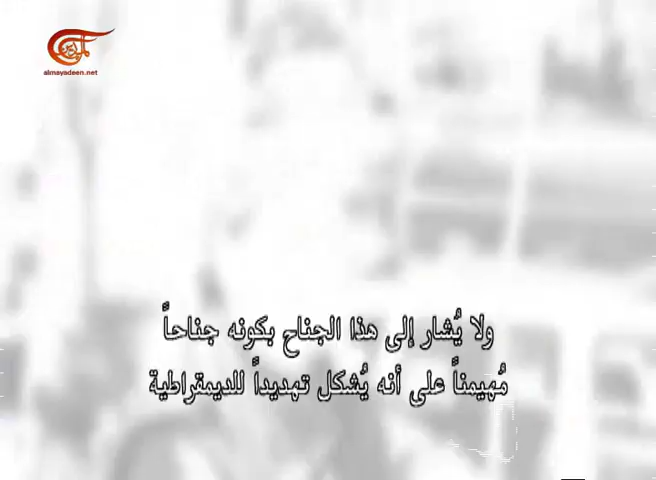 almayadeen.net
ولا يُشار إلى هذا الجناح بكونه جناحاً
مُهيمناً على أنه يُشكل تهديداً للديمقراطية